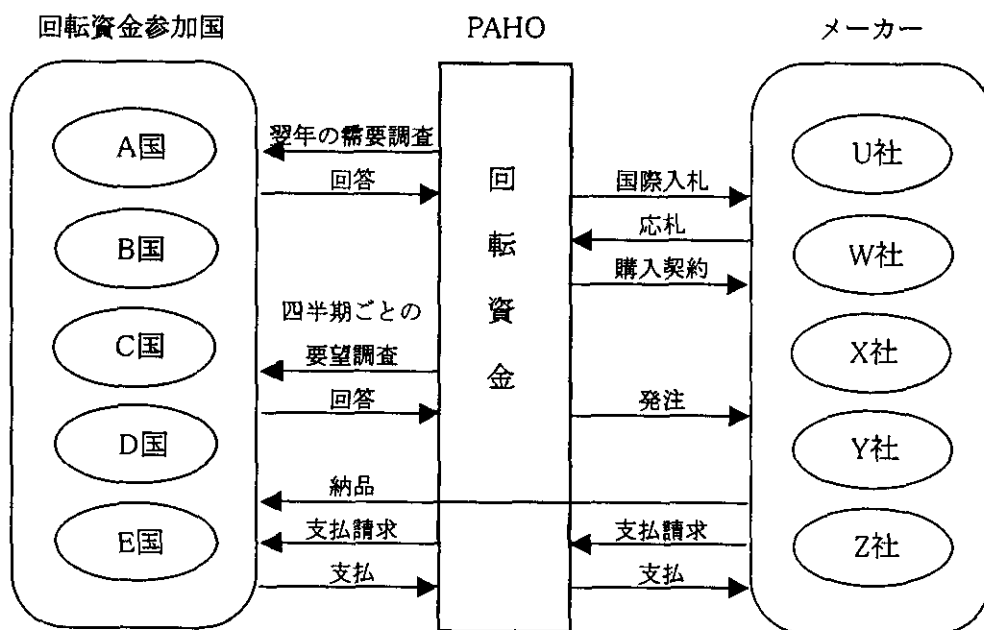 回転資金参加国
PAHO
メーカー
A国
B国
C国
D国
E国
翌年の需要調査
回答
四半期ごとの
要望調査
回答
納品
支払請求
支払
回
転
資
金
国際入札
応札
購入契約
発注
支払請求
支払
U社
W社
X社
Y社
Z社